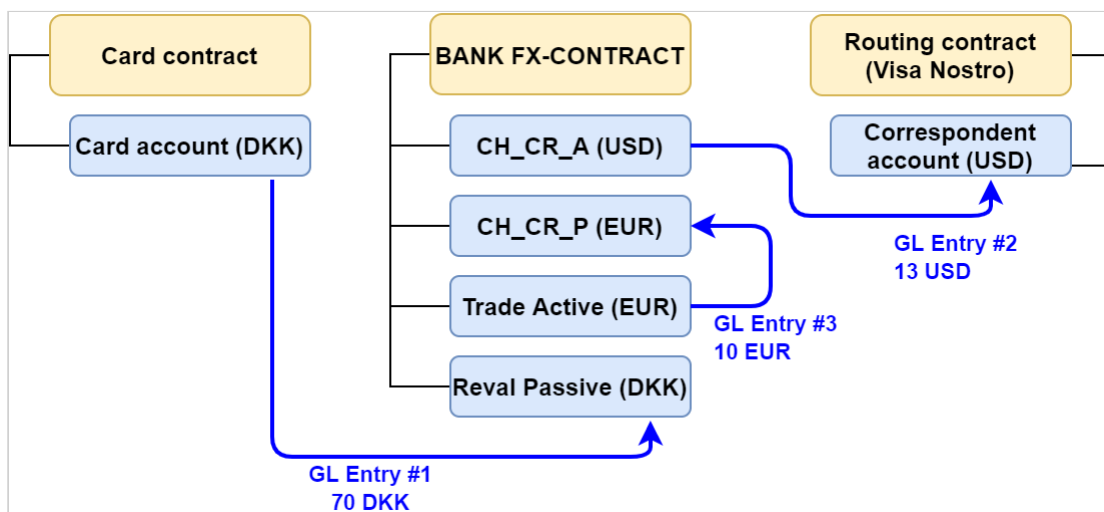 Card contract
Card account (DKK)
BANK FX-CONTRACT
CH_CR_A (USD)
CH_CR_P (EUR)
Trade Active (EUR)
Reval Passive (DKK)
Routing contract
(Visa Nostro)
Correspondent
account (USD)
GL Entry #2
13 USD
GL Entry #3
10 EUR
GL Entry #1
70 DKK